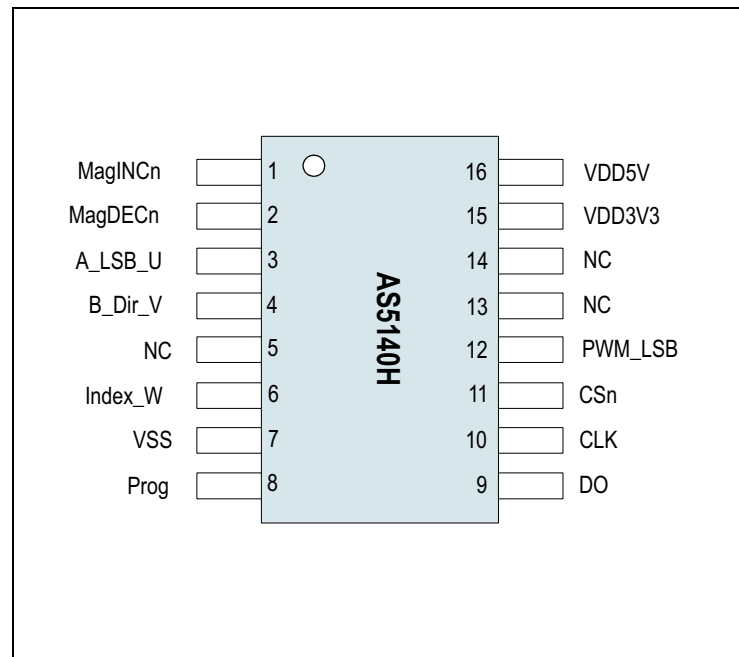 MagINCn 1 16 VDD5V
MagDECn 2 15 VDD3V3
A_LSB_U 3 14 NC
B_Dir_V 4 13 NC
NC 5 12 PWM_LSB
Index_W 6 11 CSn
VSS 7 10 CLK
Prog 8 9 DO
AS5140H